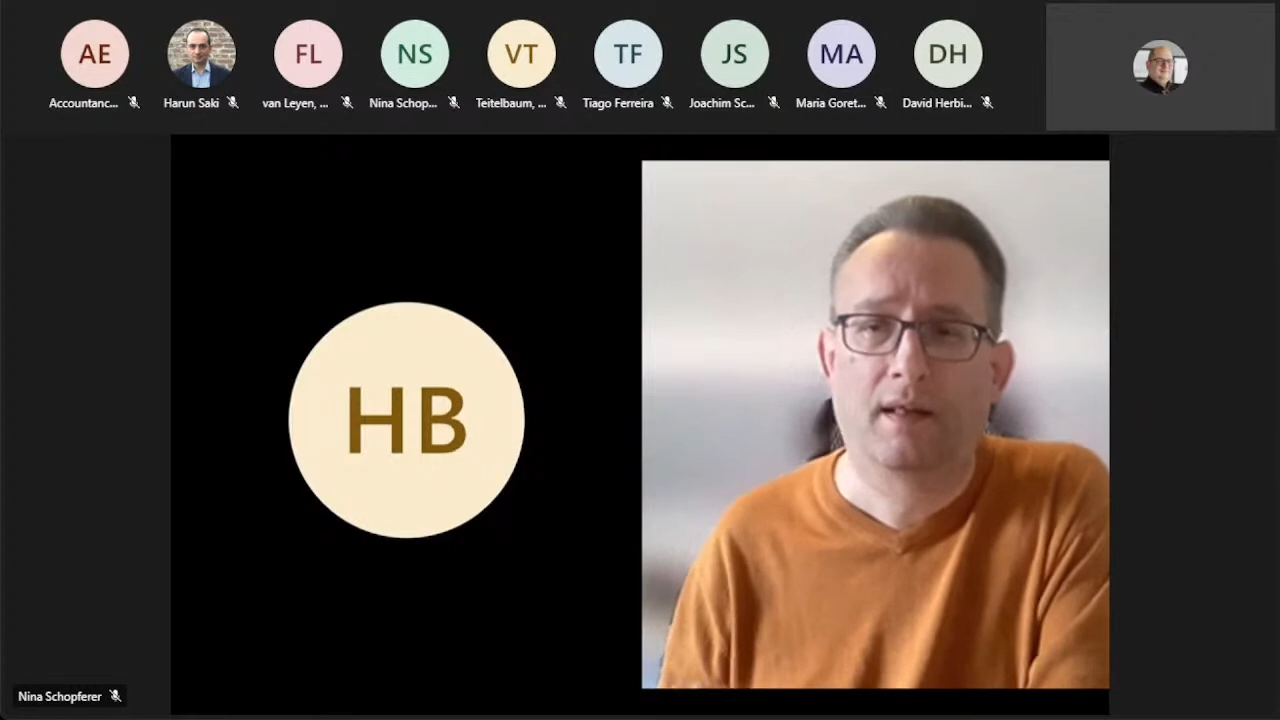 AE
FL
NS
VT
TF
JS
MA
DH
Accountanc...
Harun Saki
van Leyen, ...
Nina Schop...
Teitelbaum, ...
Tiago Ferreira
Joachim Sc...
Maria Goret...
David Herbi...
HB
Nina Schopferer